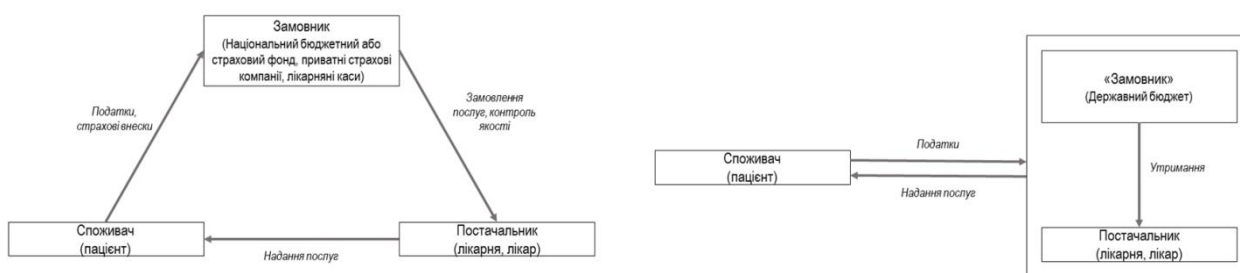 Замовник
(Національний бюджетний або
страховий фонд, приватні страхові
компанії, лікарняні каси)
Податки,
страхові внески
Замовлення
послуг, контроль
якості
Споживач
(пацієнт)
Надання послуг
Постачальник
(лікарня, лікар)
«Замовник»
(Державний бюджет)
Податки
Споживач
(пацієнт)
Надання послуг
Утримання
Постачальник
(лікарня, лікар)